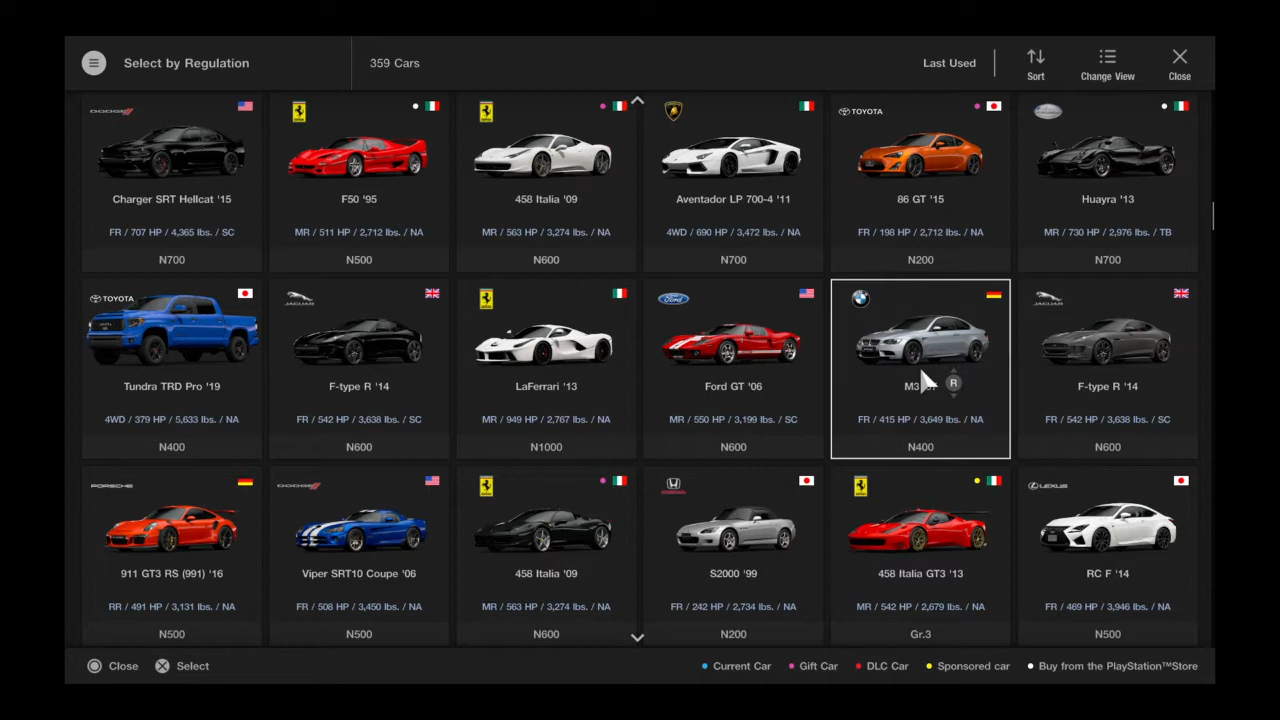 Select by Regulation
359 Cars
Last Used
Sort
Change View
Close
DODGE
TOYOTA
Charger SRT Hellcat '15
F50 '95
458 Italia '09
Aventador LP 700-4 '11
86 GT '15
Huayra '13
FR / 707 HP / 4,365 lbs. / SC
MR / 511 HP / 2,712 lbs. / NA
MR / 563 HP / 3,274 lbs. / NA
4WD / 690 HP / 3,472 lbs. / NA
FR / 198 HP / 2,712 lbs. / NA
MR / 730 HP / 2,976 lbs. / TB
N700
N500
N600
N700
N200
N700
TOYOTA
JAGUAR
Ford
JAGUAR
Tundra TRD Pro '19
F-type R '14
LaFerrari '13
Ford GT '06
M3
R
F-type R '14
4WD / 379 HP / 5,633 lbs. / NA
FR / 542 HP / 3,638 lbs. / SC
MR / 949 HP / 2,767 lbs. / NA
MR / 550 HP / 3,199 lbs. / SC
FR / 415 HP / 3,649 lbs. / NA
FR / 542 HP / 3,638 lbs. / SC
N400
N600
N1000
N600
N400
N600
PORSCHE
DODGE
HONDA
LEXUS
911 GT3 RS (991) '16
Viper SRT10 Coupe '06
458 Italia '09
S2000 '99
458 Italia GT3 '13
RC F '14
RR / 491 HP / 3,131 lbs. / NA
FR / 508 HP / 3,450 lbs. / NA
MR / 563 HP / 3,274 lbs. / NA
FR / 242 HP / 2,734 lbs. / NA
MR / 542 HP / 2,679 lbs. / NA
FR / 469 HP / 3,946 lbs. / NA
N500
N500
N600
N200
Gr.3
N500
Close
Select
Current Car
Gift Car
DLC Car
Sponsored car
Buy from the PlayStation™Store